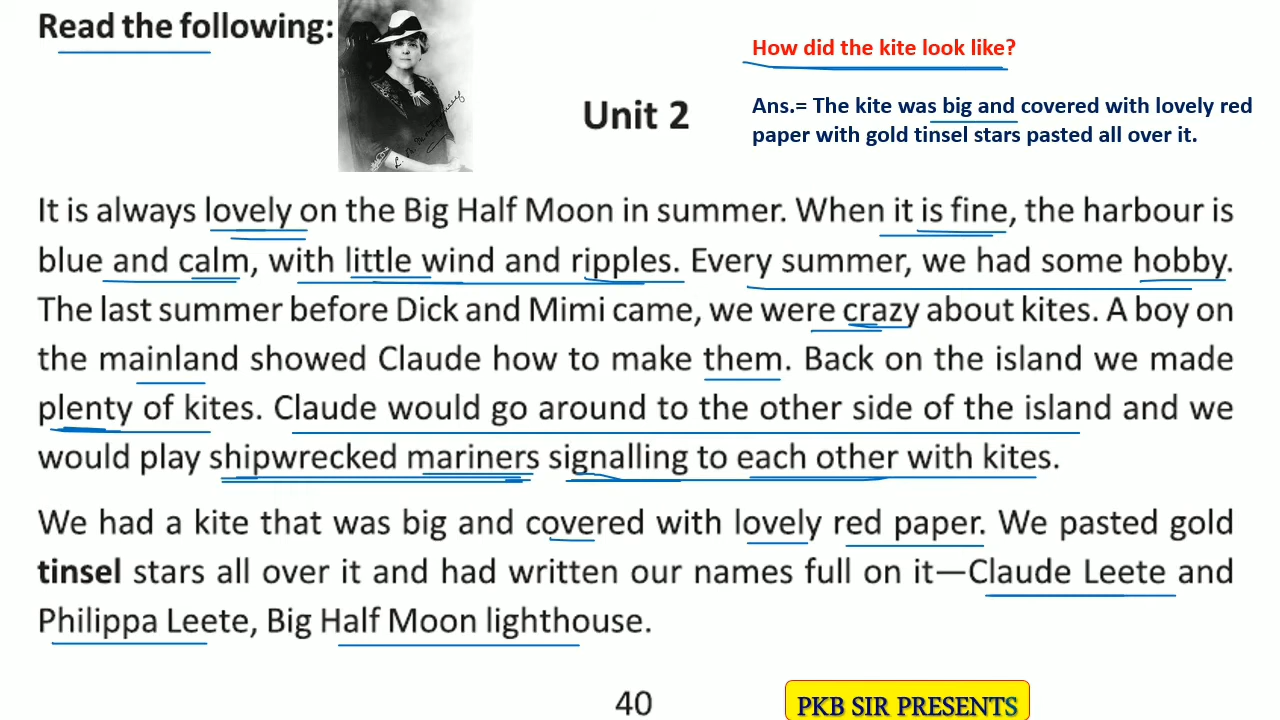 Read the following:
How did the kite look like?
Unit 2
Ans.= The kite was big and covered with lovely red
paper with gold tinsel stars pasted all over it.
It is always lovely on the Big Half Moon in summer. When it is fine, the harbour is
blue and calm, with little wind and ripples. Every summer, we had some hobby.
The last summer before Dick and Mimi came, we were crazy about kites. A boy on
the mainland showed Claude how to make them. Back on the island we made
plenty of kites. Claude would go around to the other side of the island and we
would play shipwrecked mariners signalling to each other with kites.
We had a kite that was big and covered with lovely red paper. We pasted gold
tinsel stars all over it and had written our names full on it—Claude Leete and
Philippa Leete, Big Half Moon lighthouse.
40
PKB SIR PRESENTS